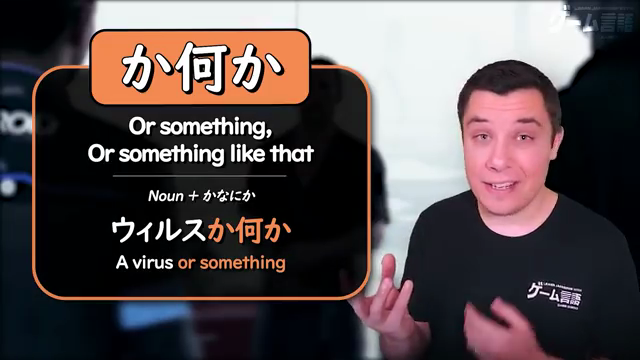 ゲーム言語
か何か
Or something,
Or something like that
Noun + かなにか
ウィルスか何か
A virus or something
ゲーム言語